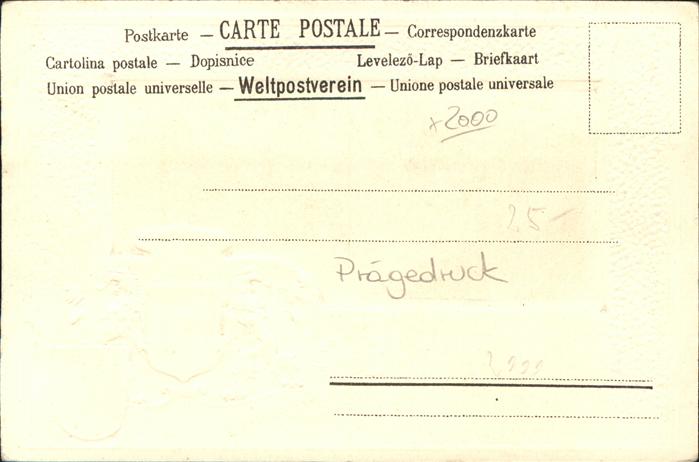 Postkarte — CARTE POSTALE — Correspondenzkarte
Cartolina postale — Dopisnice Levelező-Lap — Briefkaart
Union postale universelle — Weltpostverein — Unione postale universale
x2000
25-
Prägedruck